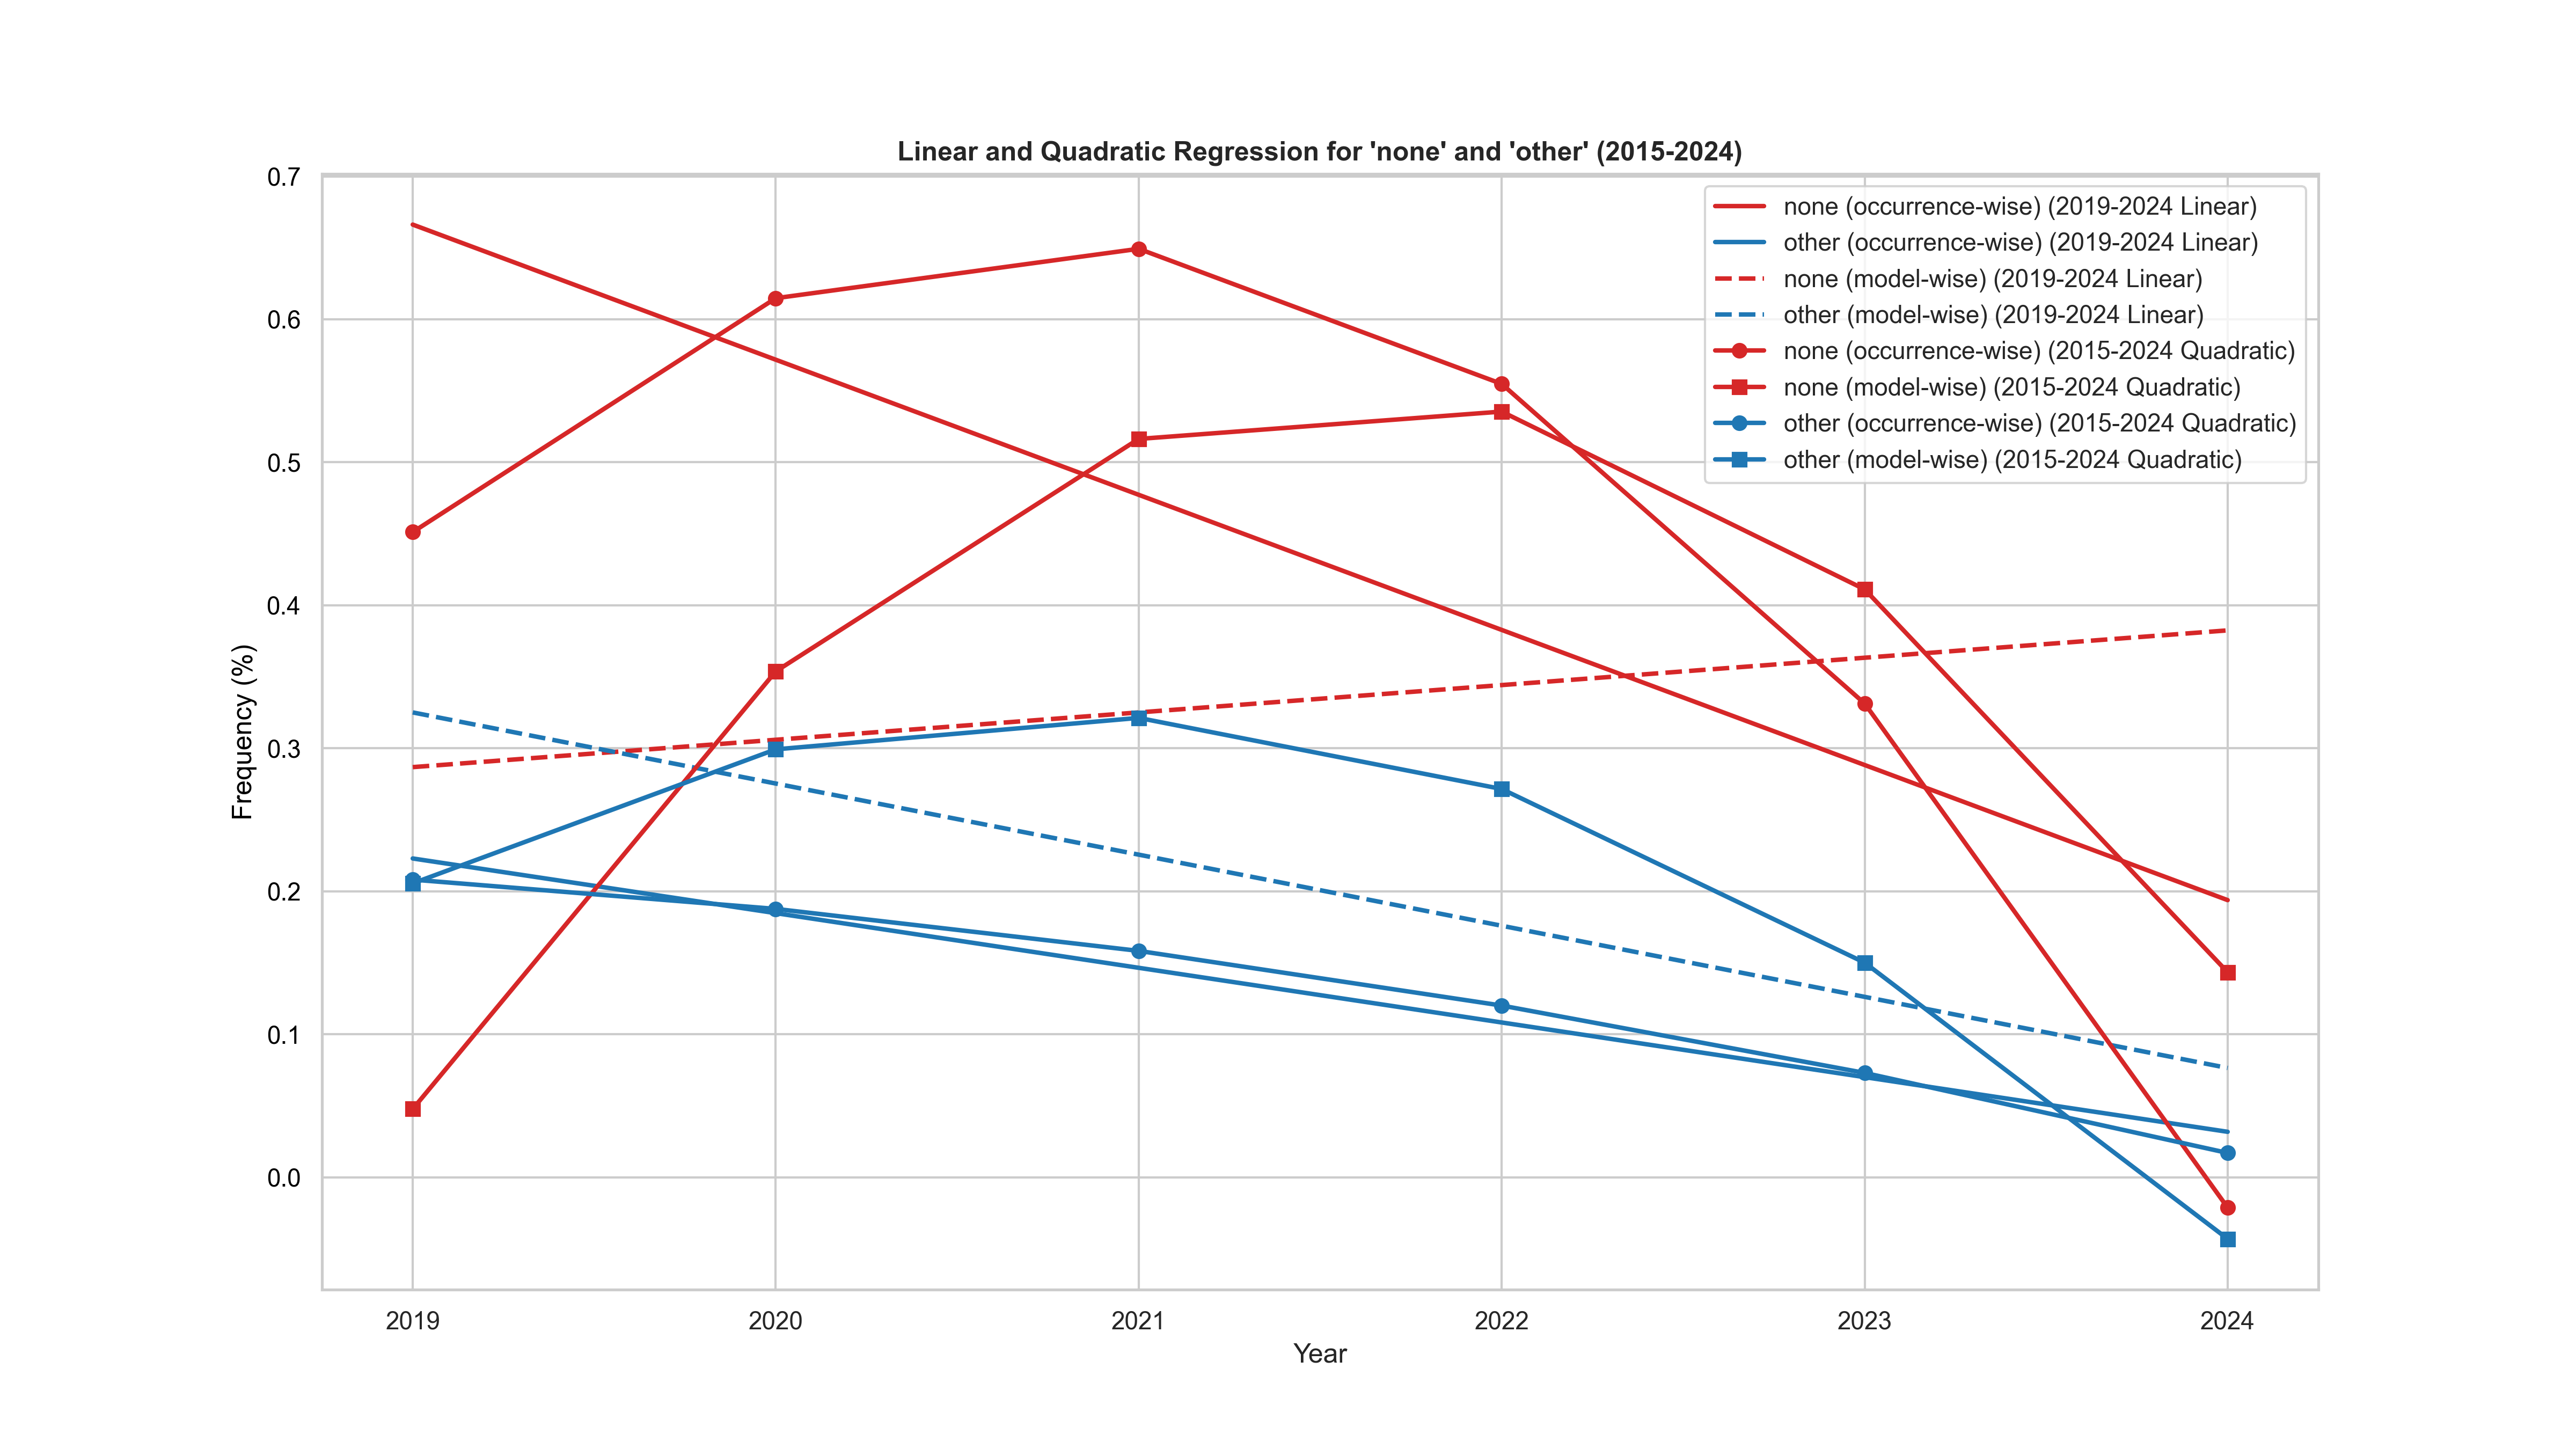 Linear and Quadratic Regression for 'none' and 'other' (2015-2024)
none (occurrence-wise) (2019-2024 Linear)
other (occurrence-wise) (2019-2024 Linear)
none (model-wise) (2019-2024 Linear)
other (model-wise) (2019-2024 Linear)
none (occurrence-wise) (2015-2024 Quadratic)
none (model-wise) (2015-2024 Quadratic)
other (occurrence-wise) (2015-2024 Quadratic)
other (model-wise) (2015-2024 Quadratic)
Frequency (%)
0.7
0.6
0.5
0.4
0.3
0.2
0.1
0.0
2019 2020 2021 2022 2023 2024
Year